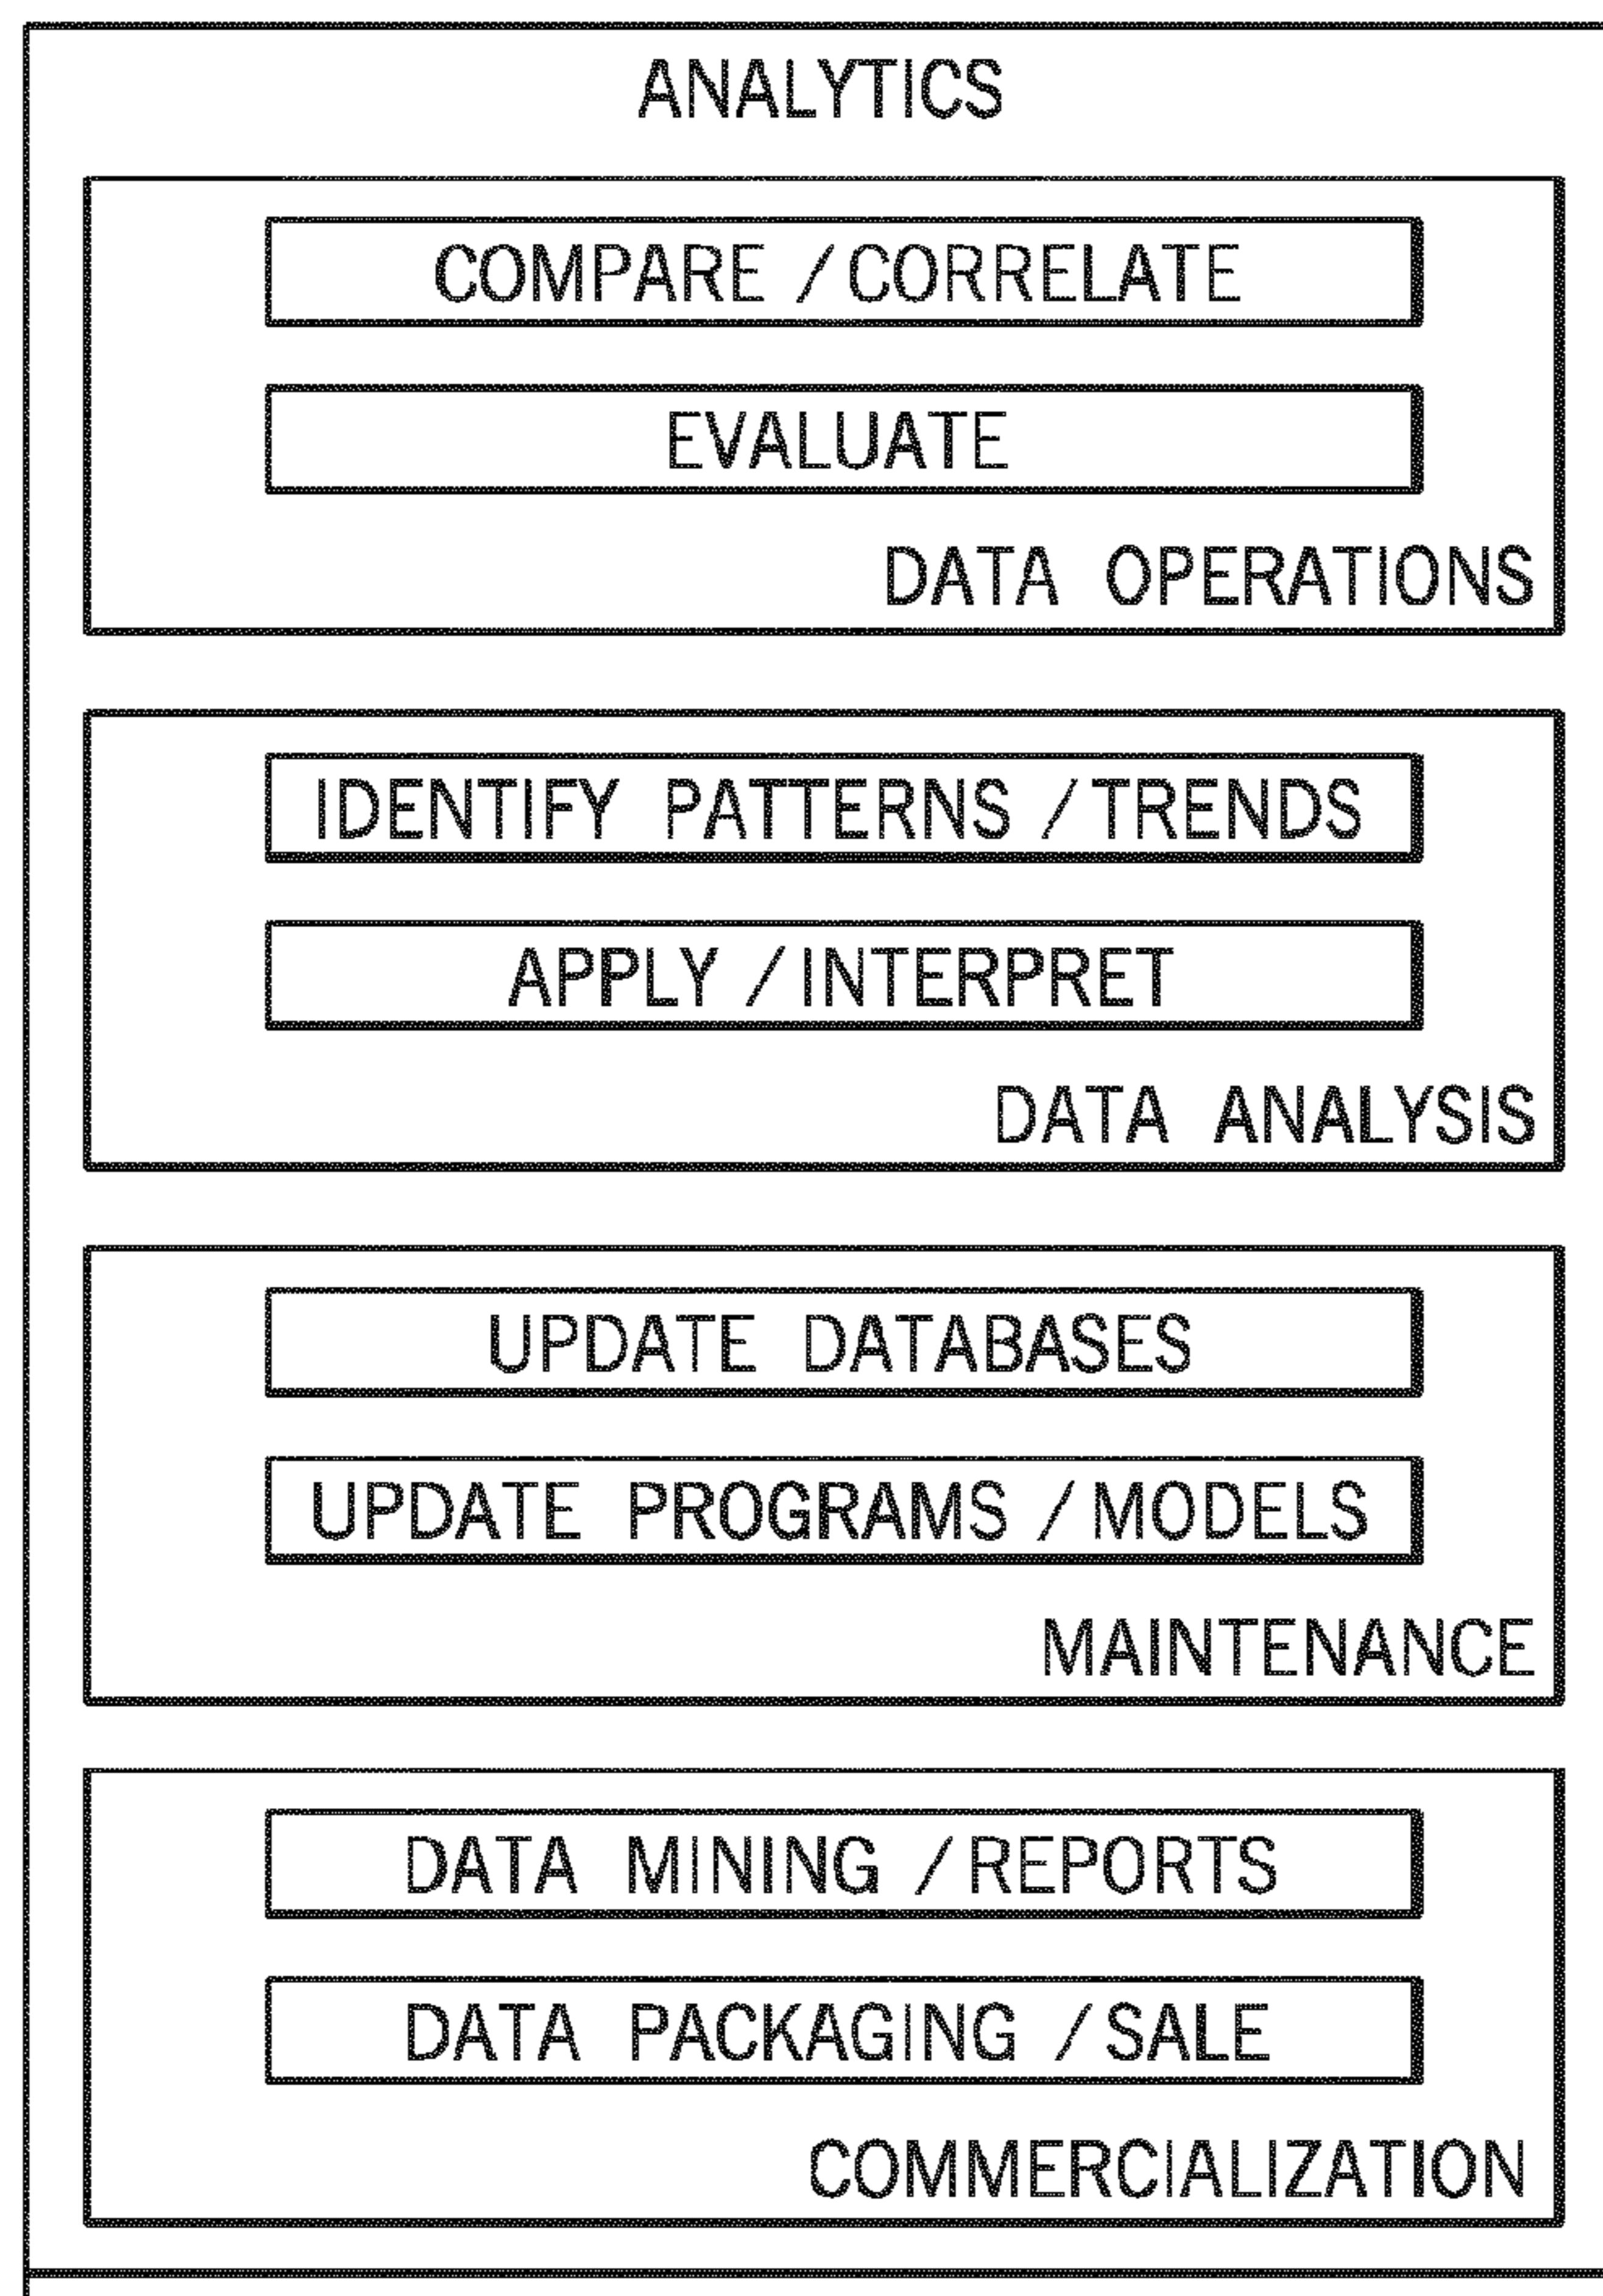 ANALYTICS
COMPARE / CORRELATE
EVALUATE
DATA OPERATIONS
IDENTIFY PATTERNS / TRENDS
APPLY / INTERPRET
DATA ANALYSIS
UPDATE DATABASES
UPDATE PROGRAMS / MODELS
MAINTENANCE
DATA MINING / REPORTS
DATA PACKAGING / SALE
COMMERCIALIZATION